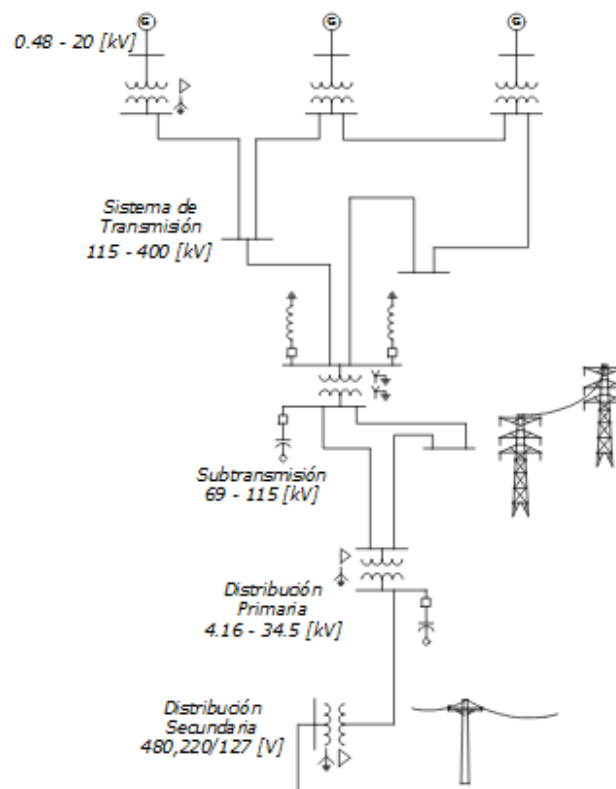 G G G
0.48 - 20 [kV]
Sistema de
Transmisión
115 - 400 [kV]
Subtransmisión
69 - 115 [kV]
Distribución
Primaria
4.16 - 34.5 [kV]
Distribución
Secundaria
480,220/127 [V]